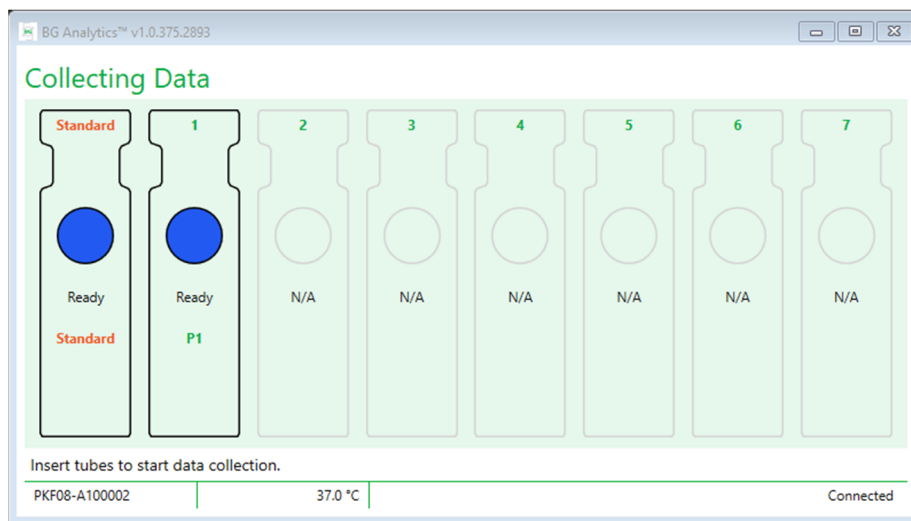 BG Analytics™ v1.0.375.2893
Collecting Data
Standard 1 2 3 4 5 6 7
Ready Ready N/A N/A N/A N/A N/A N/A
Standard P1
Insert tubes to start data collection.
PKF08-A100002 37.0 °C Connected